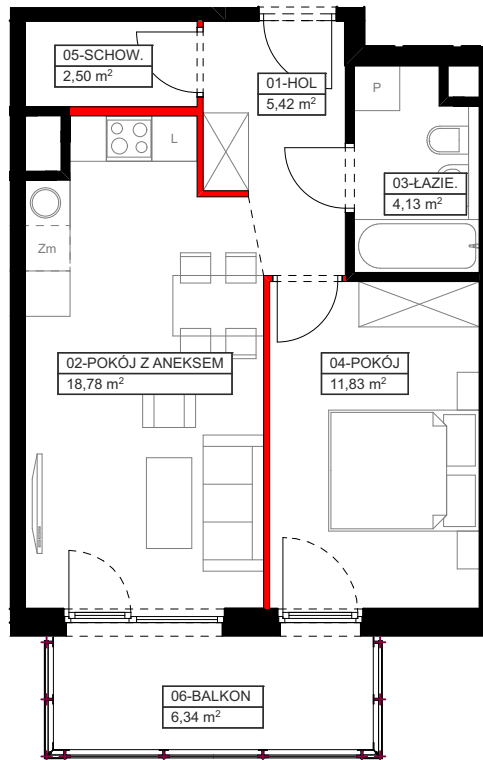 05-SCHOW.
2,50 m²
01-HOL
5,42 m²
P
L
03-ŁAZIE.
4,13 m²
Zm
02-POKÓJ Z ANEKSEM
18,78 m²
04-POKÓJ
11,83 m²
06-BALKON
6,34 m²